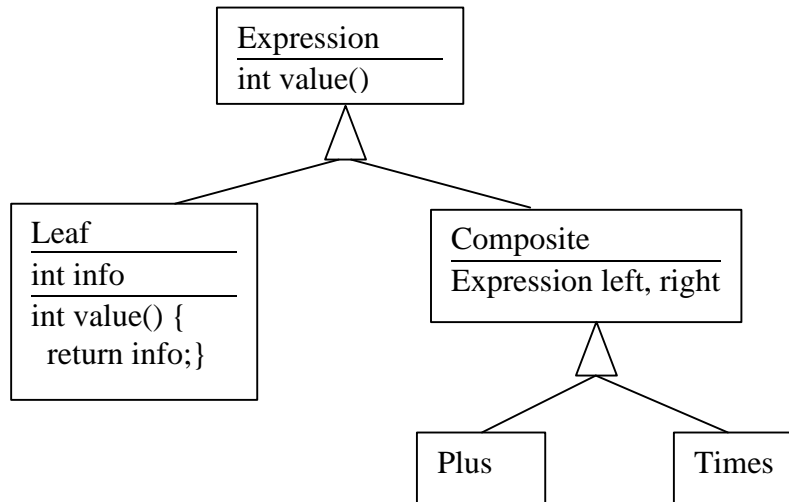 Expression
int value()
Leaf
int info
int value() {
return info;}
Composite
Expression left, right
Plus
Times